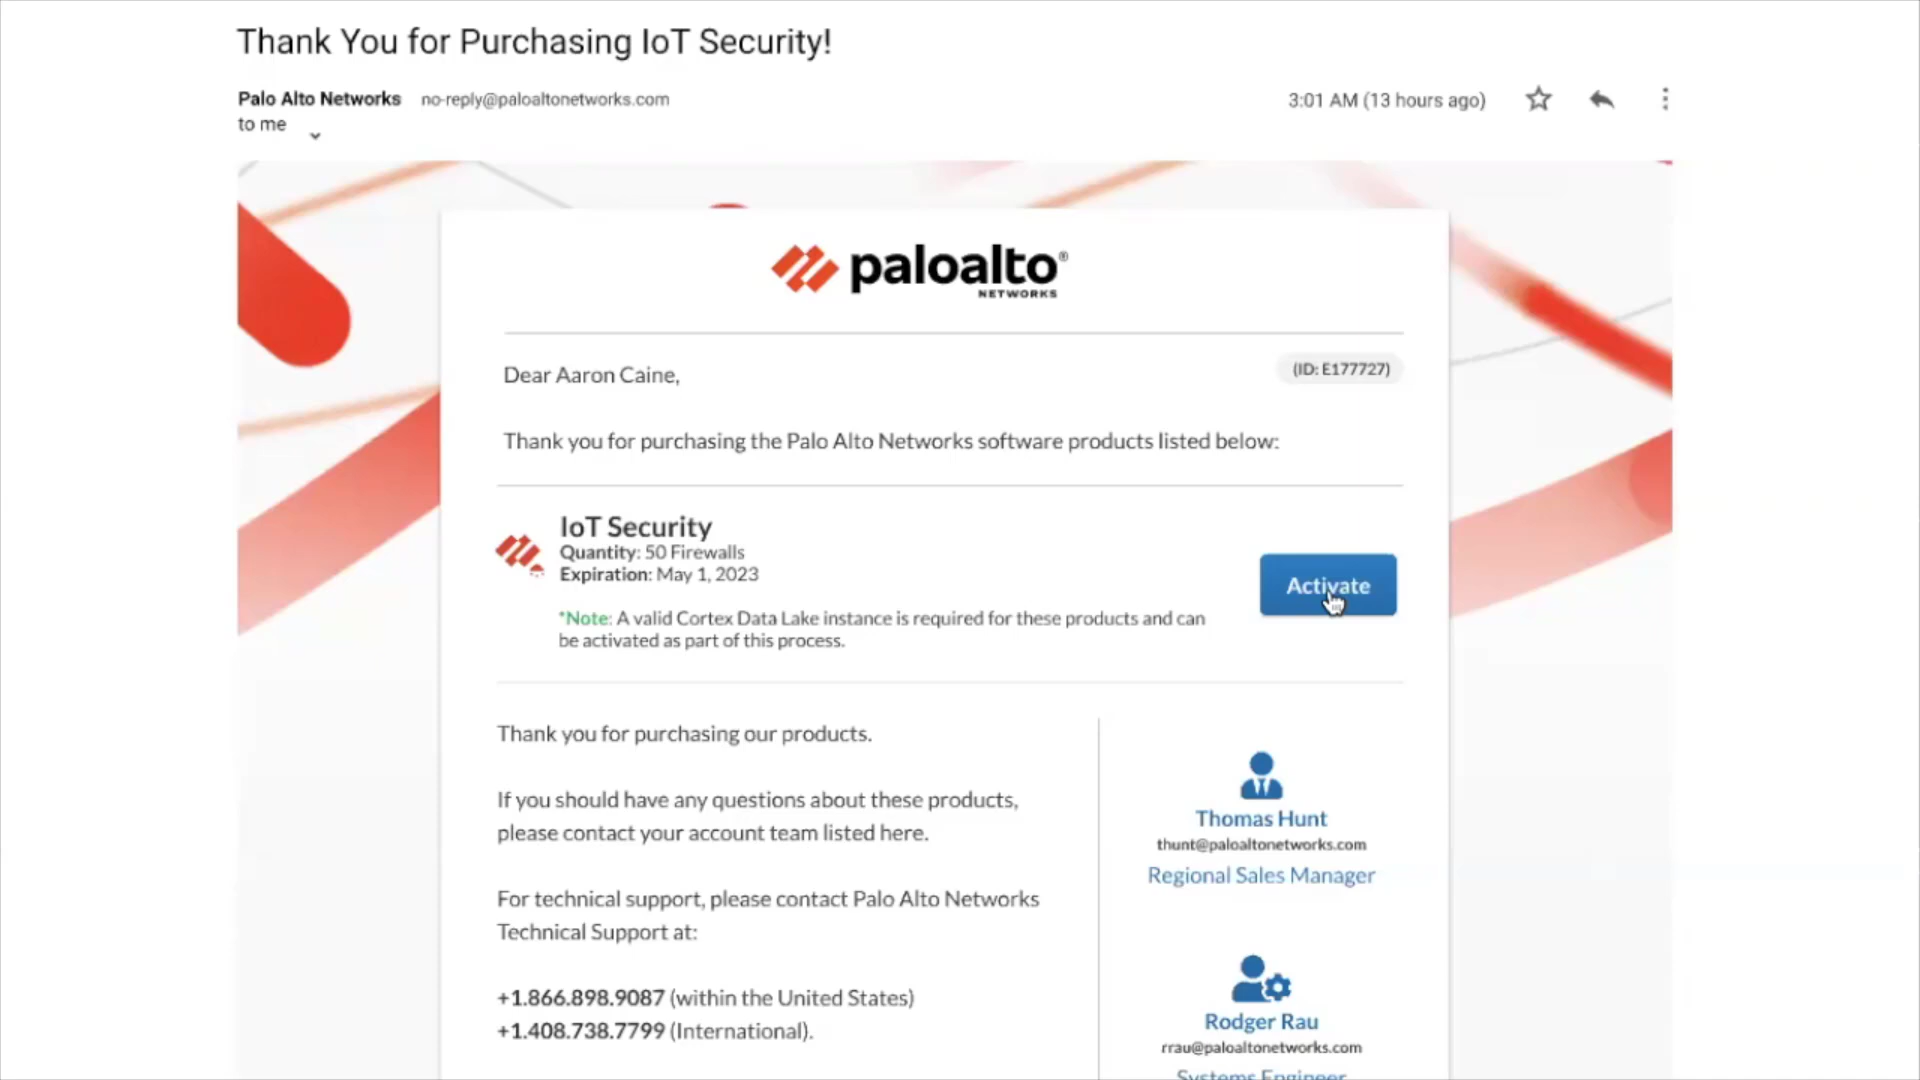 Thank You for Purchasing IoT Security!
Palo Alto Networks no-reply@paloaltonetworks.com 3:01 AM (13 hours ago)
to me
paloalto®
NETWORKS
Dear Aaron Caine, (ID: E177727)
Thank you for purchasing the Palo Alto Networks software products listed below:
IoT Security
Quantity: 50 Firewalls
Expiration: May 1, 2023
Activate
*Note: A valid Cortex Data Lake instance is required for these products and can
be activated as part of this process.
Thank you for purchasing our products.
If you should have any questions about these products,
please contact your account team listed here.
For technical support, please contact Palo Alto Networks
Technical Support at:
+1.866.898.9087 (within the United States)
+1.408.738.7799 (International).
Thomas Hunt
thunt@paloaltonetworks.com
Regional Sales Manager
Rodger Rau
rrau@paloaltonetworks.com
Systems Engineer